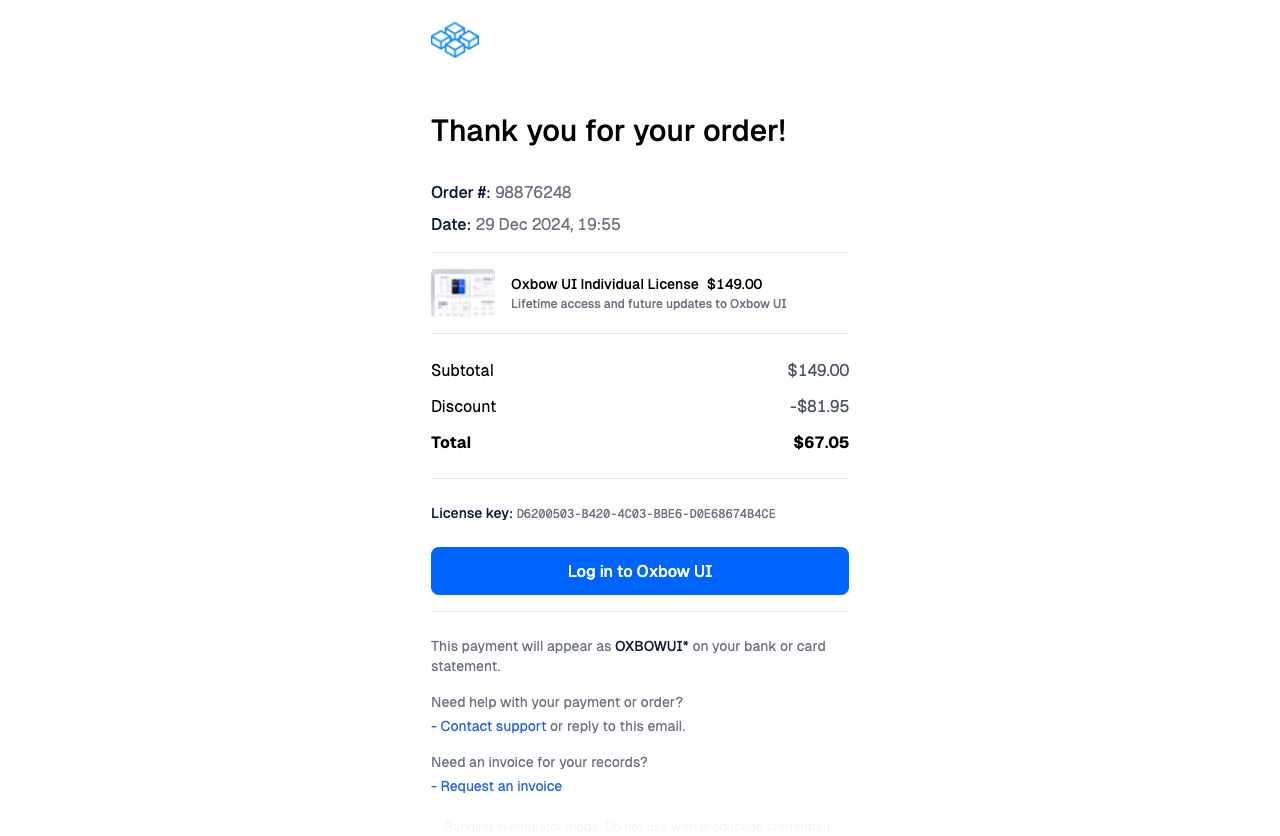 Thank you for your order!
Order #: 98876248
Date: 29 Dec 2024, 19:55
Oxbow UI Individual License $149.00
Lifetime access and future updates to Oxbow UI
Subtotal $149.00
Discount -$81.95
Total $67.05
License key: D6200503-B420-4C03-BBE6-D0E68674B4CE
Log in to Oxbow UI
This payment will appear as OXBOWUI* on your bank or card
statement.
Need help with your payment or order?
- Contact support or reply to this email.
Need an invoice for your records?
- Request an invoice
Running in emulator mode. Do not use with production credentials.